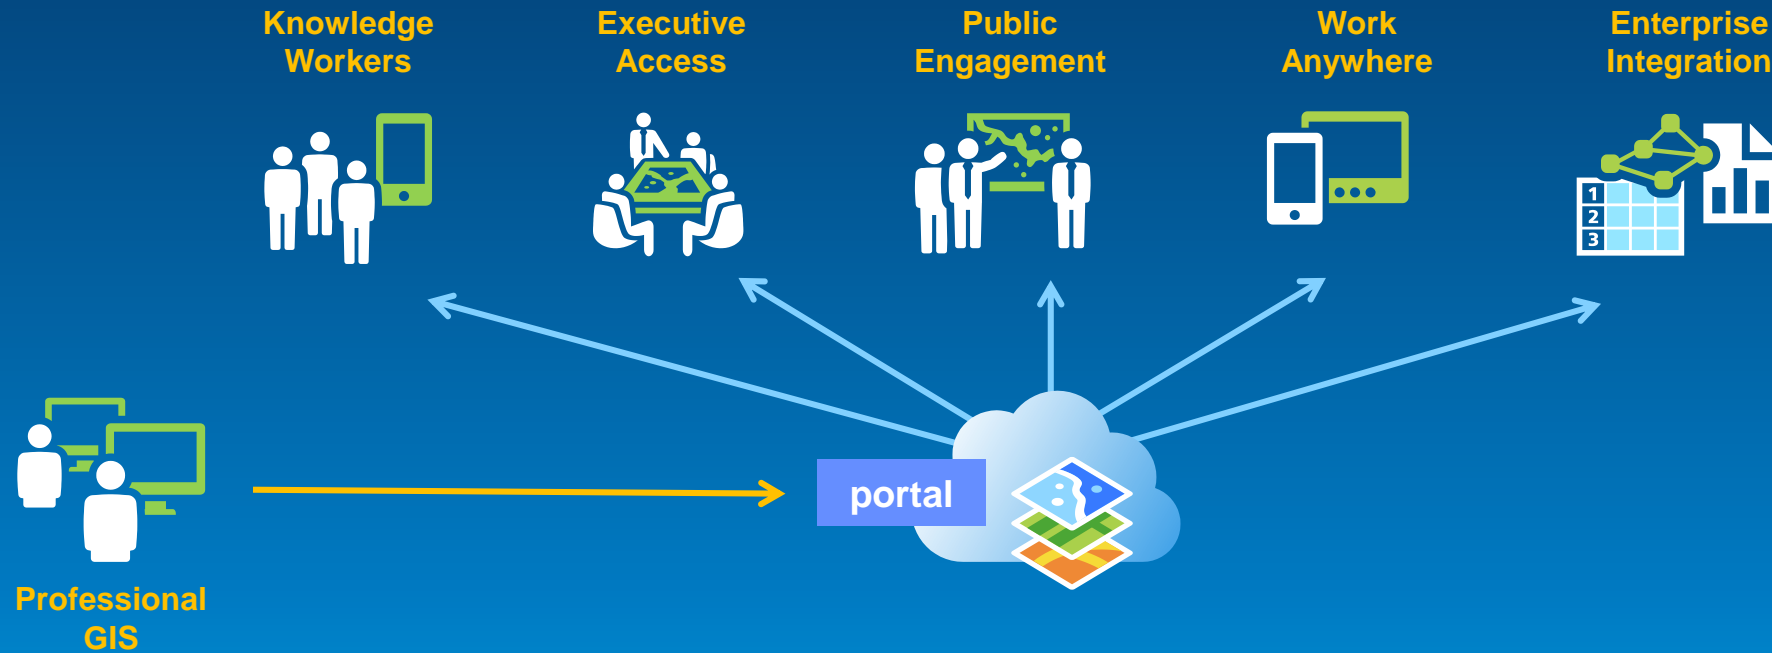 Knowledge
Workers
Executive
Access
Public
Engagement
Work
Anywhere
Enterprise
Integration
1
2
3
portal
Professional
GIS